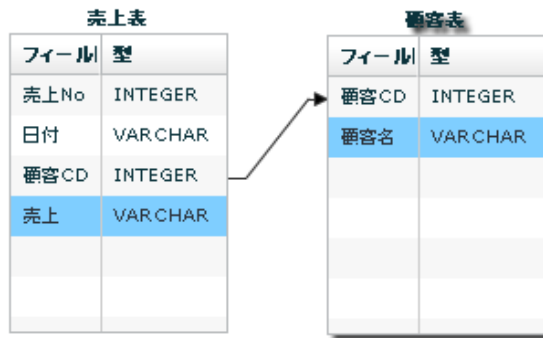 売上表
フィール 型
売上No INTEGER
日付 VARCHAR
顧客CD INTEGER
売上 VARCHAR
顧客表
フィール 型
顧客CD INTEGER
顧客名 VARCHAR